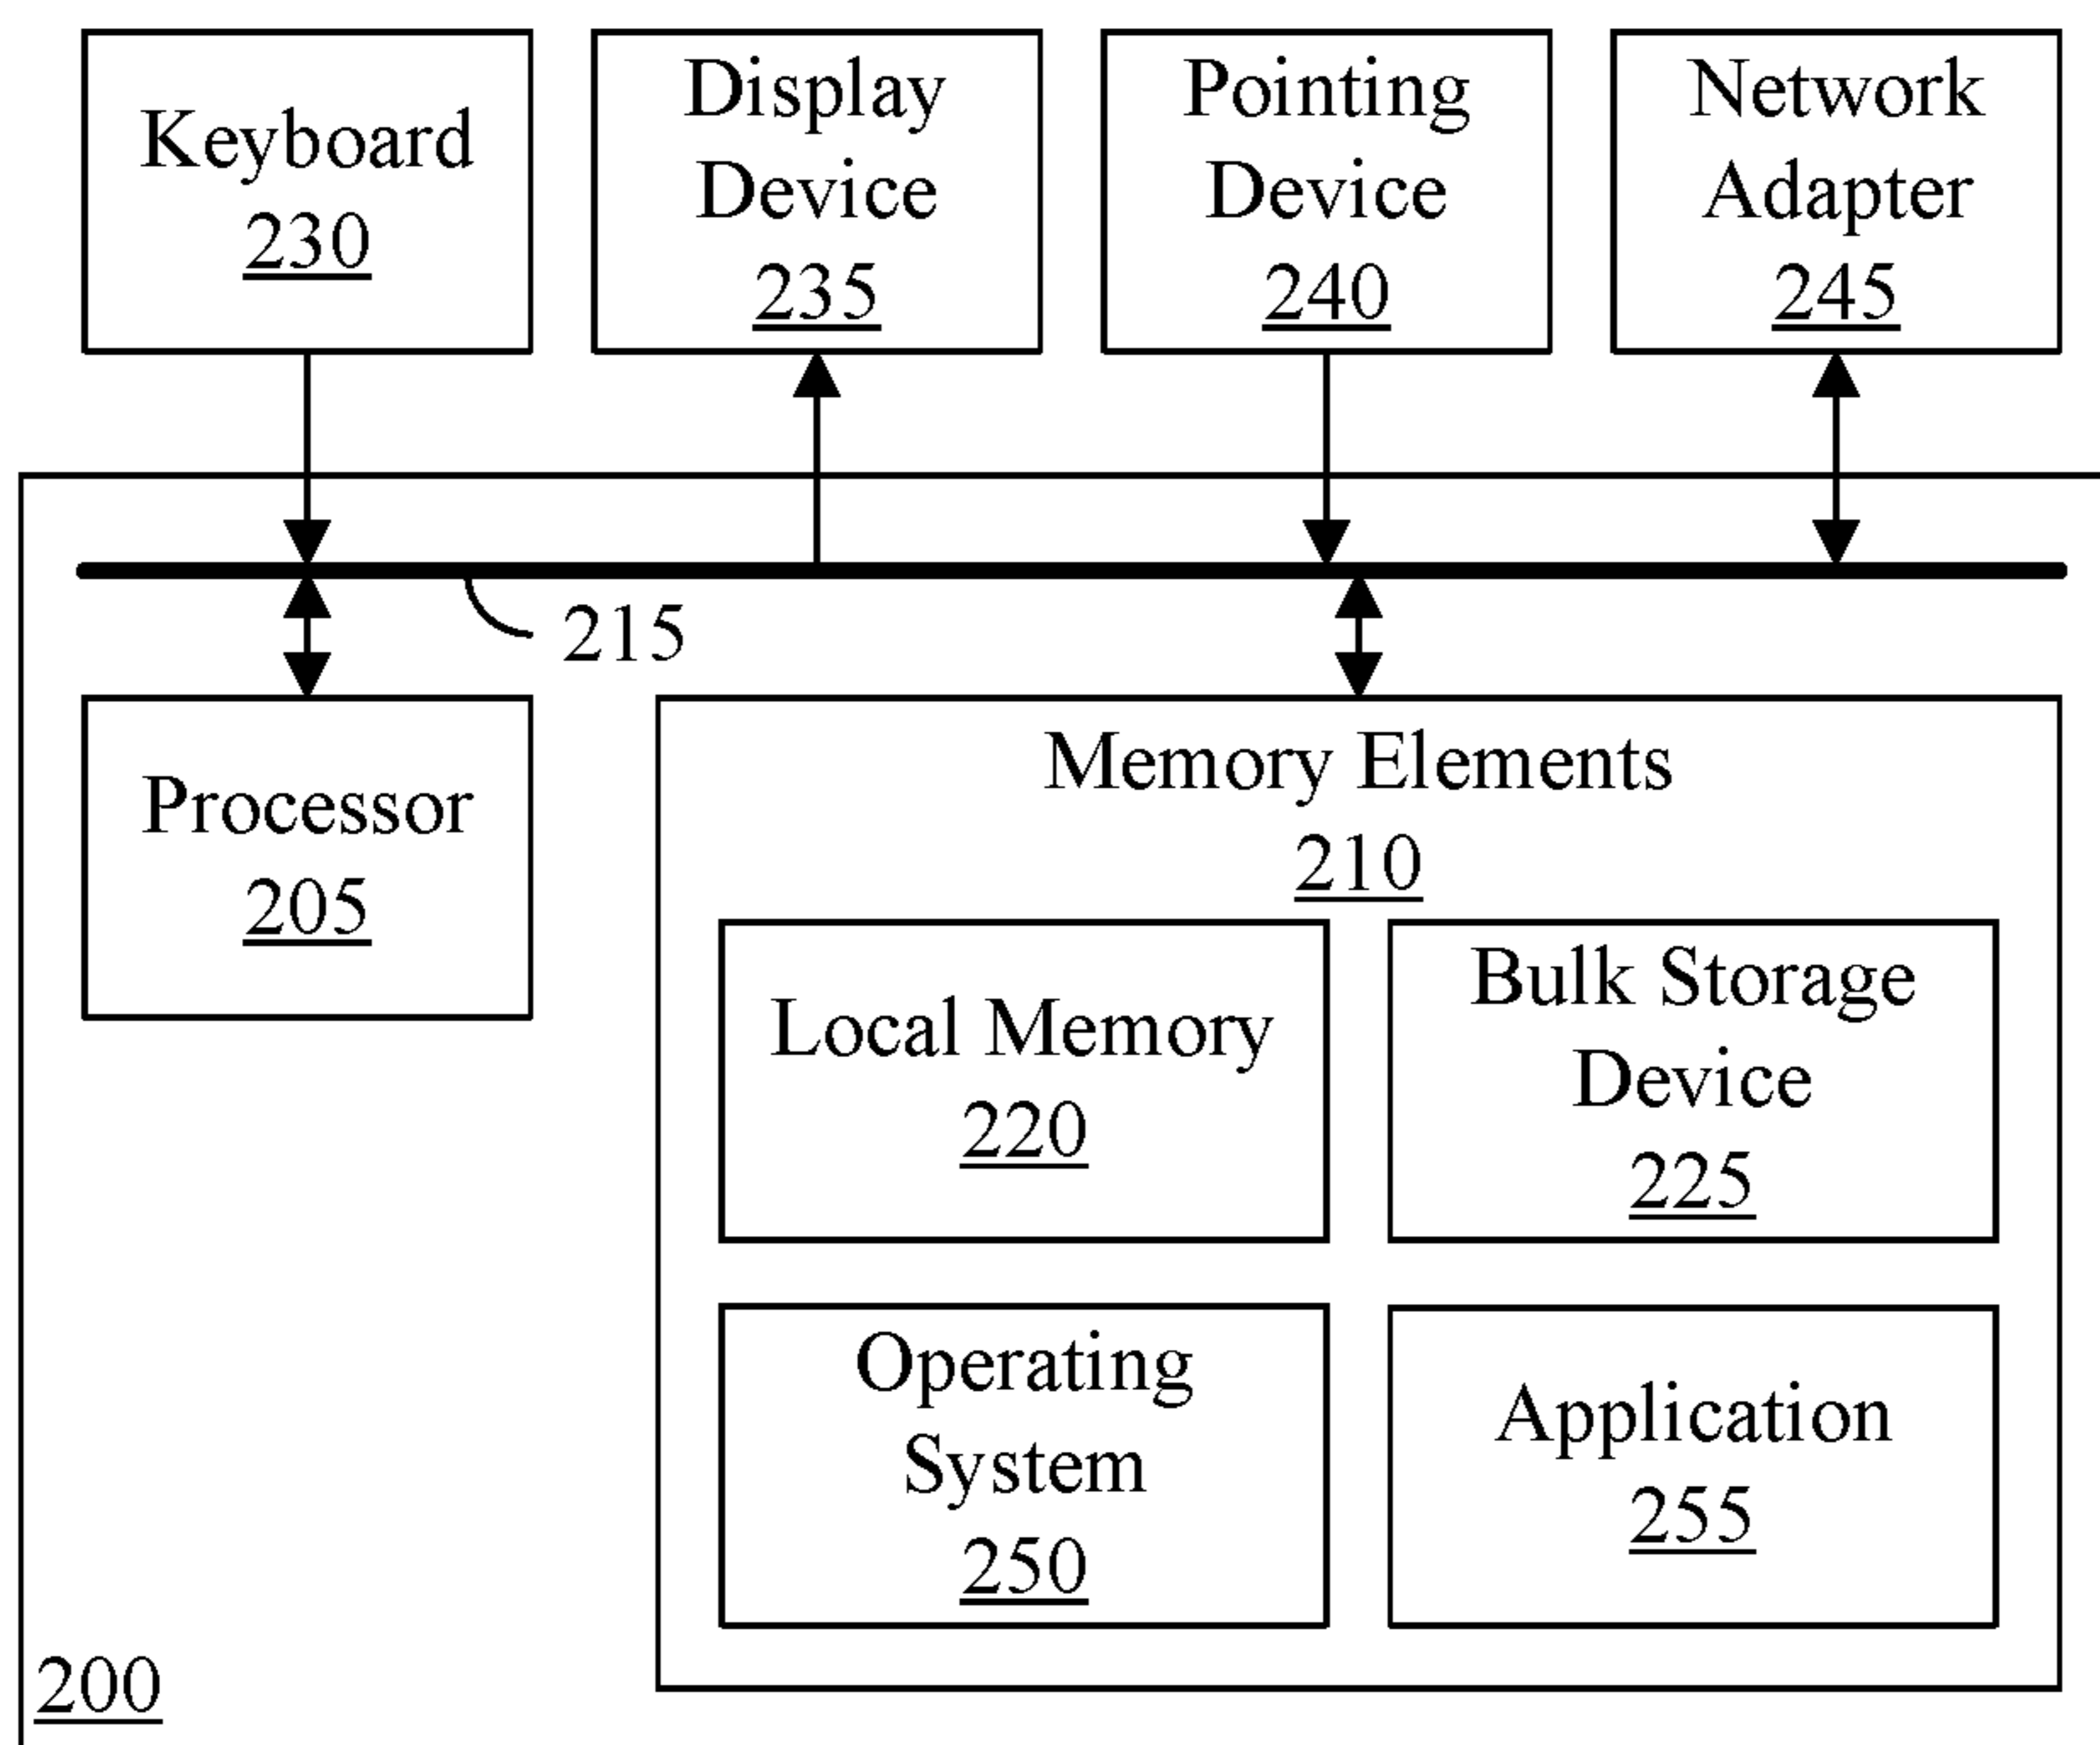 Keyboard
230
Display
Device
235
Pointing
Device
240
Network
Adapter
245
215
Processor
205
Memory Elements
210
Local Memory
220
Bulk Storage
Device
225
Operating
System
250
Application
255
200